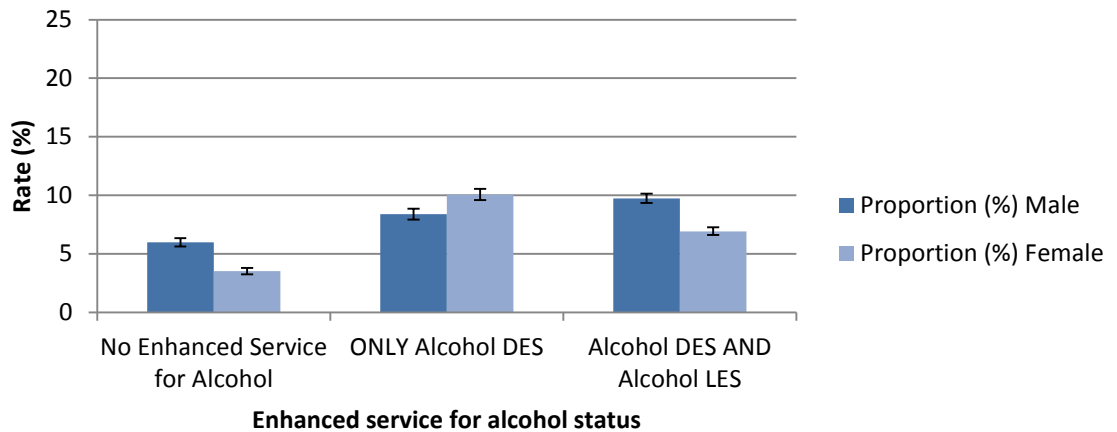 25
20
15
10
5
0
Rate (%)
No Enhanced Service
for Alcohol
ONLY Alcohol DES
Alcohol DES AND
Alcohol LES
Enhanced service for alcohol status
Proportion (%) Male
Proportion (%) Female